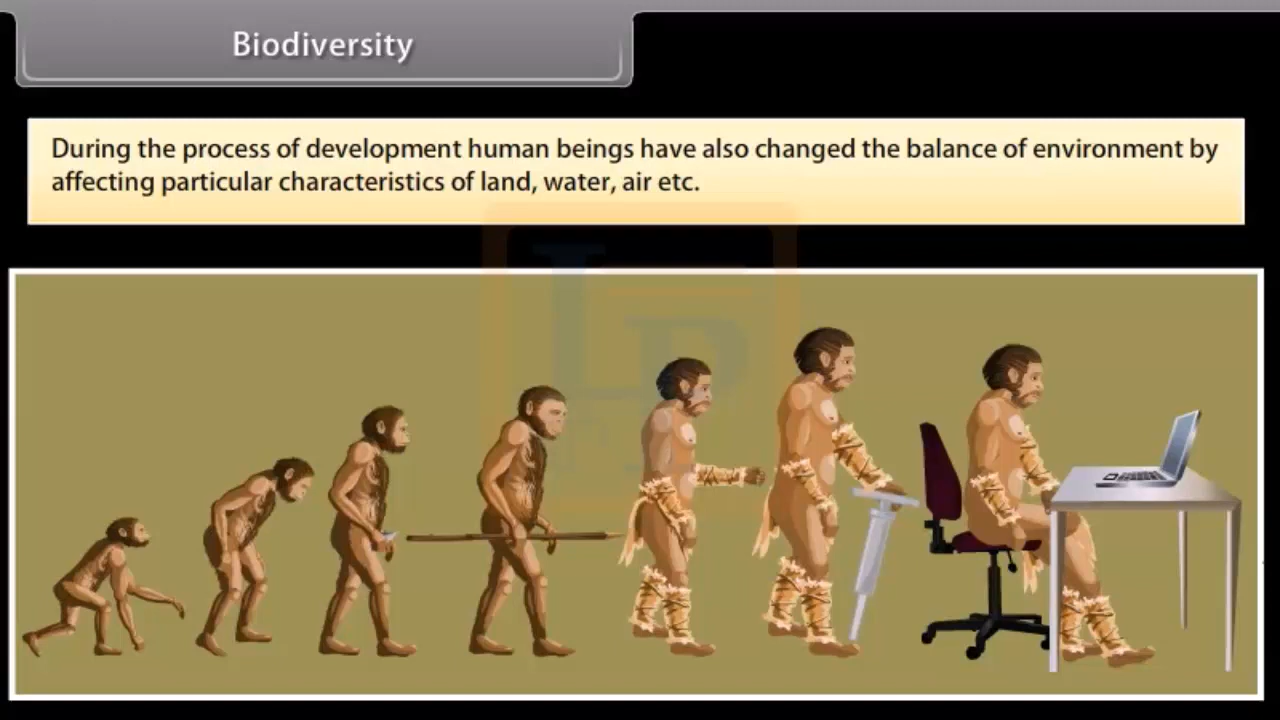 Biodiversity
During the process of development human beings have also changed the balance of environment by
affecting particular characteristics of land, water, air etc.